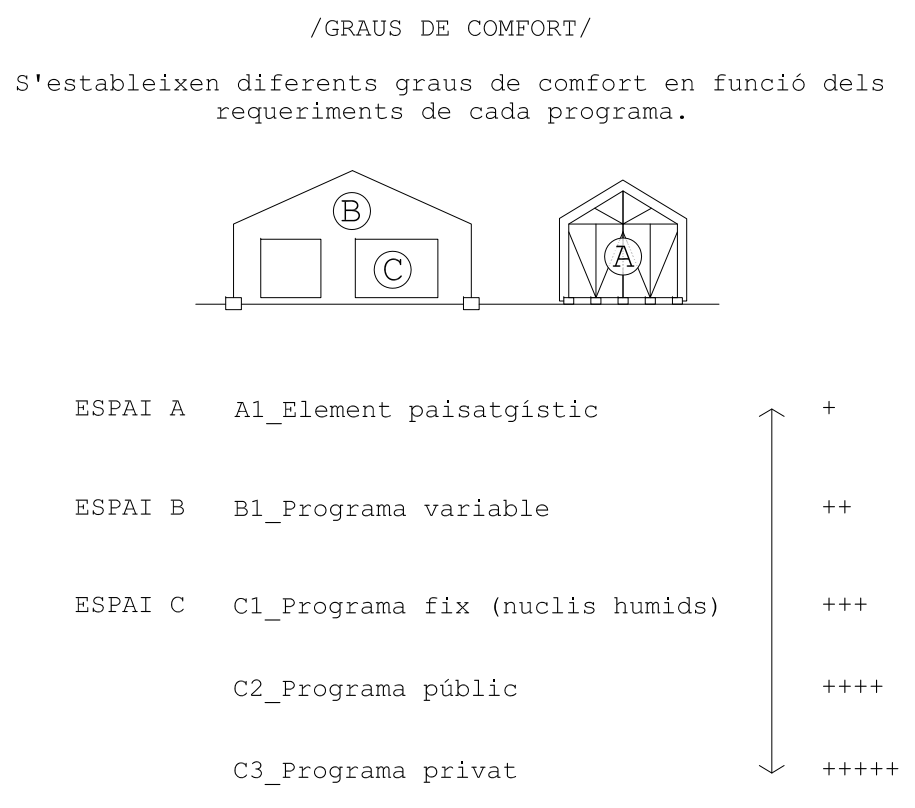 /GRAUS DE COMFORT/
S'estableixen diferents graus de comfort en funció dels
requeriments de cada programa.
B
C
A
ESPAI A A1_Element paisatgístic +
ESPAI B B1_Programa variable ++
ESPAI C C1_Programa fix (nuclis humids) +++
C2_Programa públic ++++
C3_Programa privat +++++